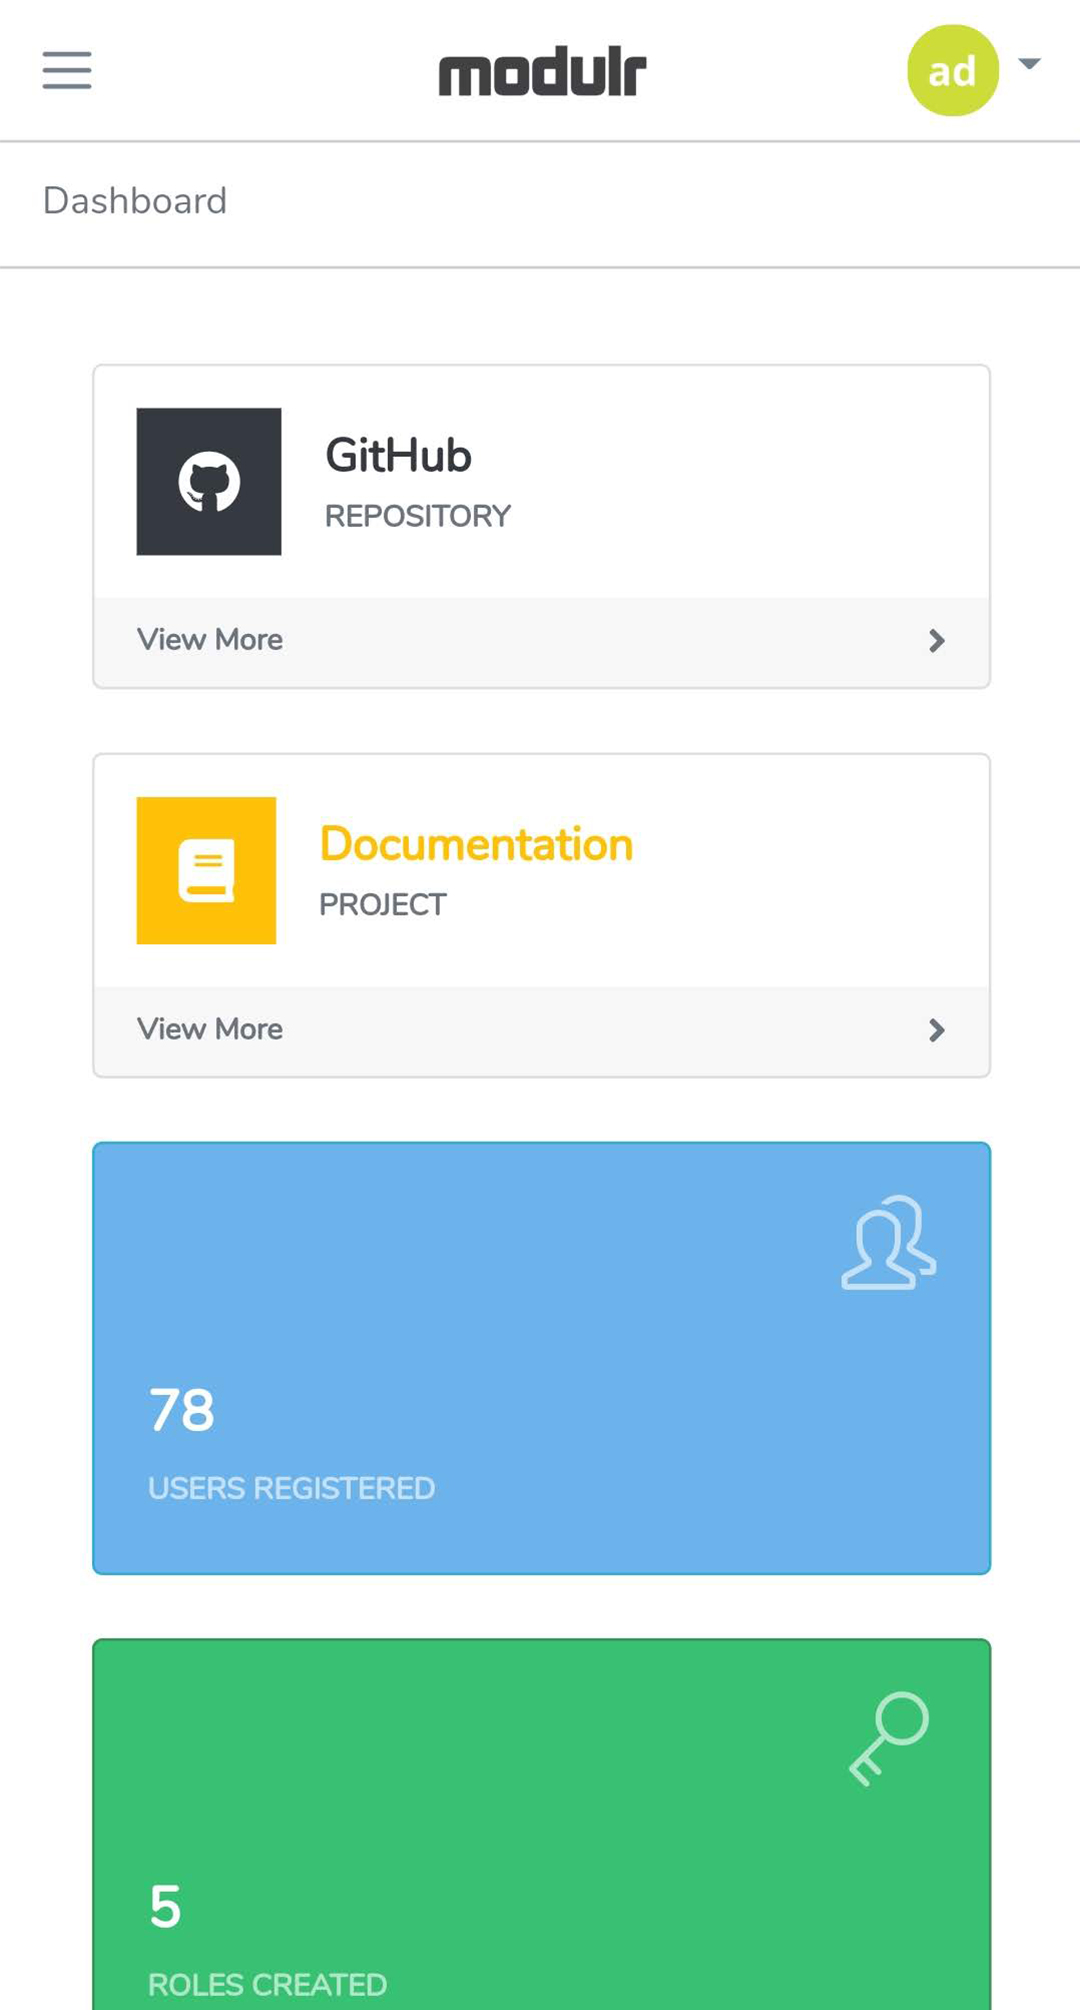 modulr
ad
Dashboard
GitHub
REPOSITORY
View More
Documentation
PROJECT
View More
78
USERS REGISTERED
5
ROLES CREATED